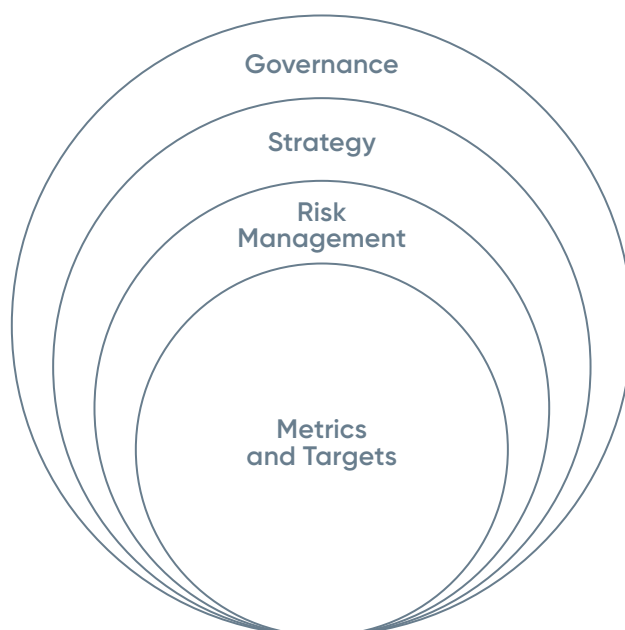 Governance
Strategy
Risk
Management
Metrics
and Targets